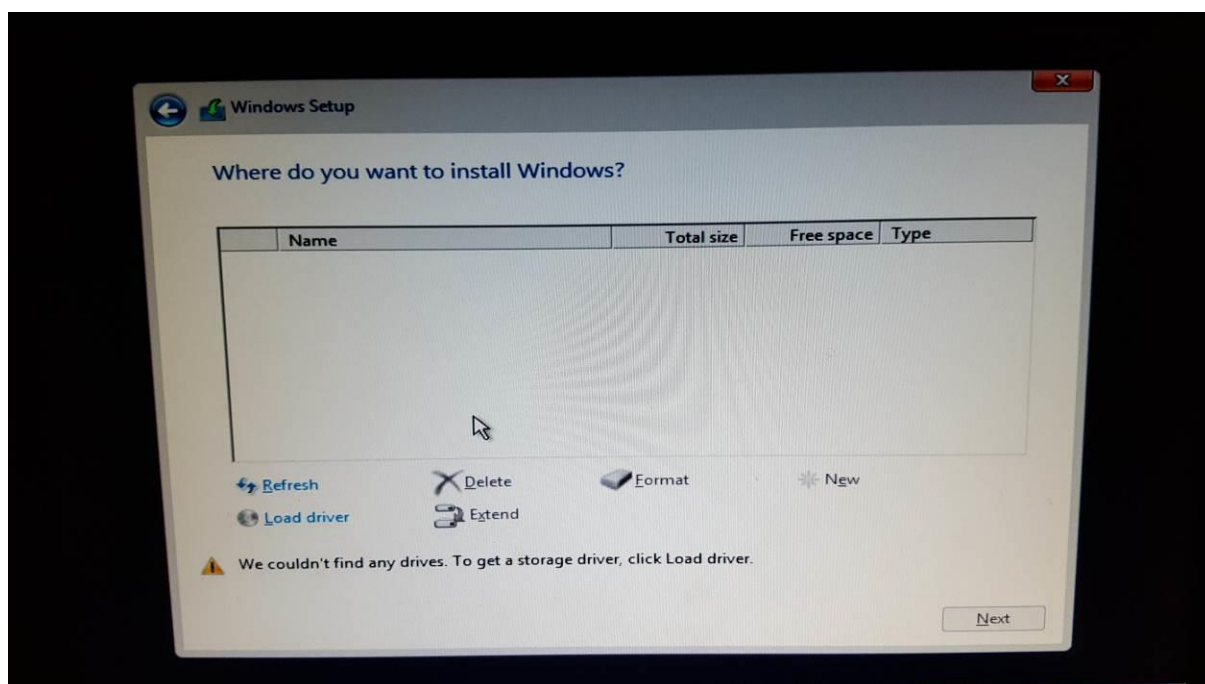 Windows Setup
Where do you want to install Windows?
Name Total size Free space Type
Refresh Delete Format New
Load driver Extend
We couldn't find any drives. To get a storage driver, click Load driver.
Next